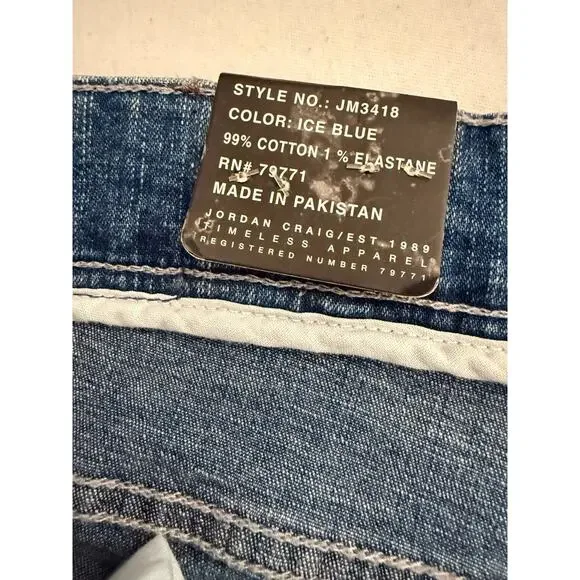 STYLE NO.: JM3418
COLOR: ICE BLUE
99% COTTON 1 % ELASTANE
RN# 79771
MADE IN PAKISTAN
JORDAN CRAIG/EST 1989
TIMELESS APPAREL
REGISTERED NUMBER 79771